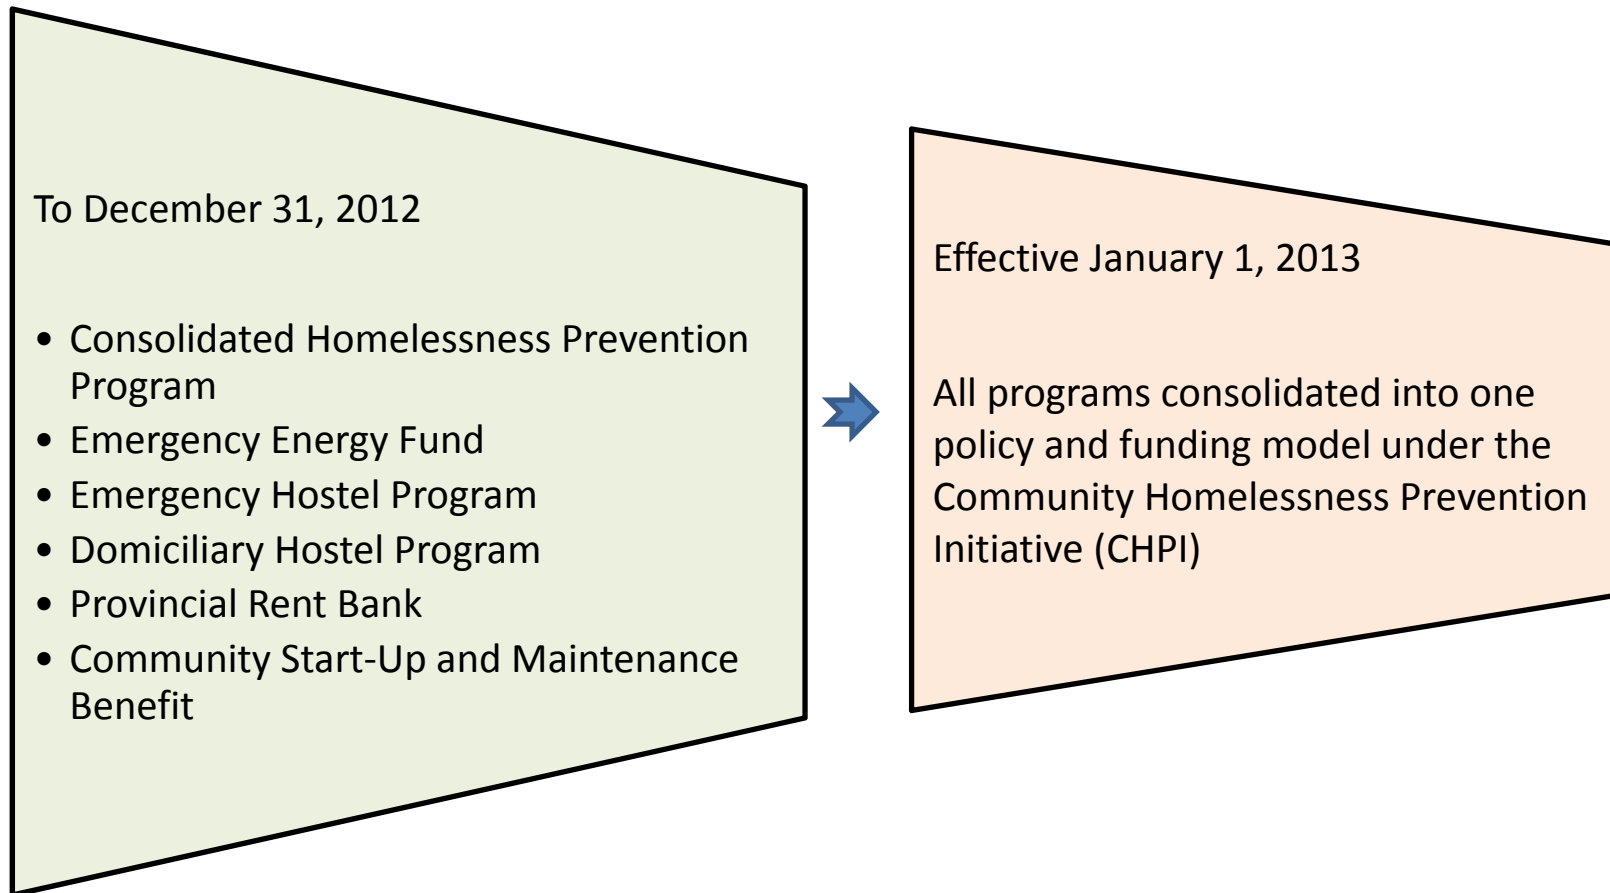 To December 31, 2012
• Consolidated Homelessness Prevention
Program
• Emergency Energy Fund
• Emergency Hostel Program
• Domiciliary Hostel Program
• Provincial Rent Bank
• Community Start-Up and Maintenance
Benefit
Effective January 1, 2013
All programs consolidated into one
policy and funding model under the
Community Homelessness Prevention
Initiative (CHPI)